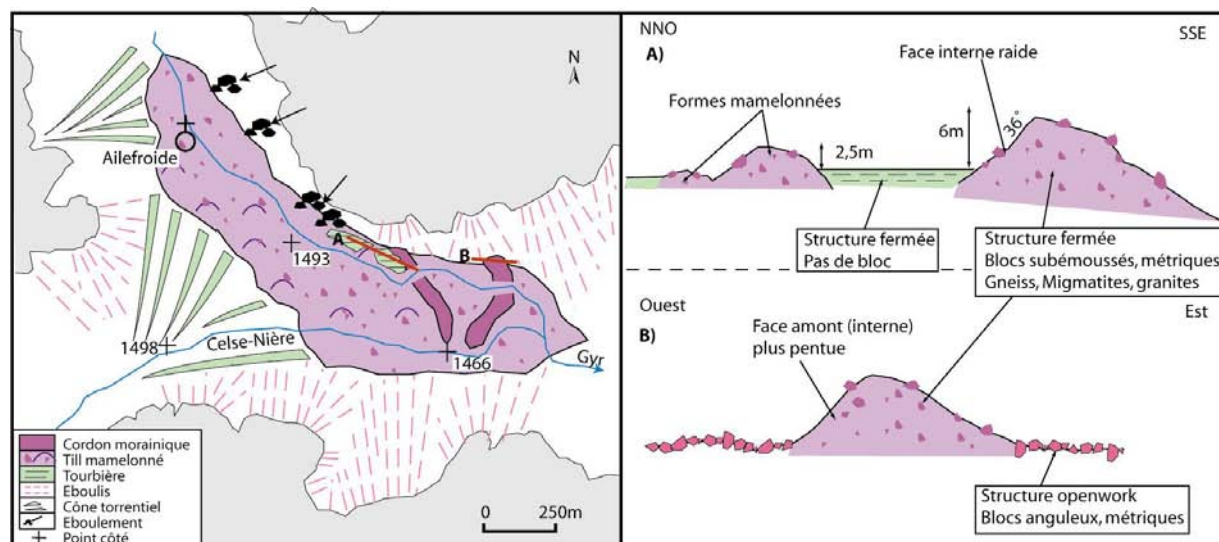 N
Ailefroide
A
B
1493
1498
Celse-Nière
1466
Gyr
Cordon morainique
Till mamelonné
Tourbière
Eboulis
Cône torrentiel
Eboulement
Point côté
0 250m
NNO
SSE
A)
Face interne raide
Formes mamelonnées
6m
36°
2,5m
Structure fermée
Pas de bloc
Structure fermée
Blocs subémoussés, métriques
Gneiss, Migmatites, granites
Ouest
Est
B)
Face amont (interne)
plus pentue
Structure openwork
Blocs anguleux, métriques